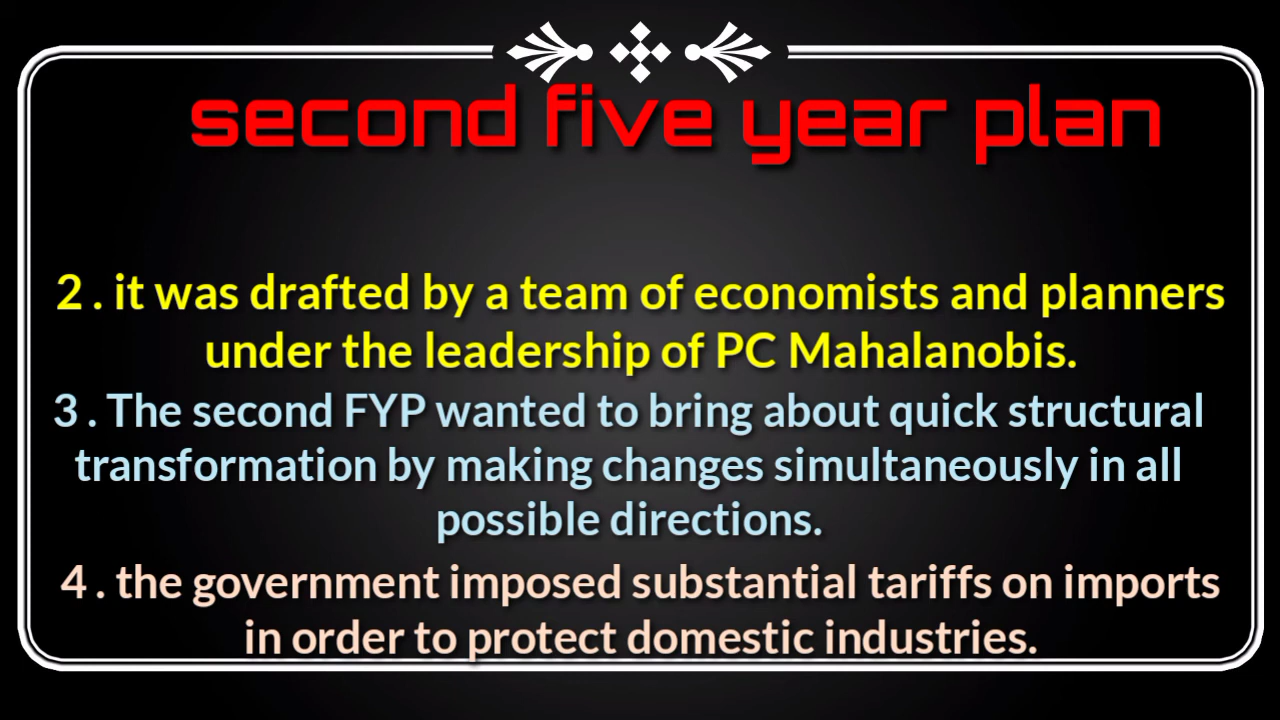 second five year plan
2 . it was drafted by a team of economists and planners
under the leadership of PC Mahalanobis.
3 . The second FYP wanted to bring about quick structural
transformation by making changes simultaneously in all
possible directions.
4 . the government imposed substantial tariffs on imports
in order to protect domestic industries.